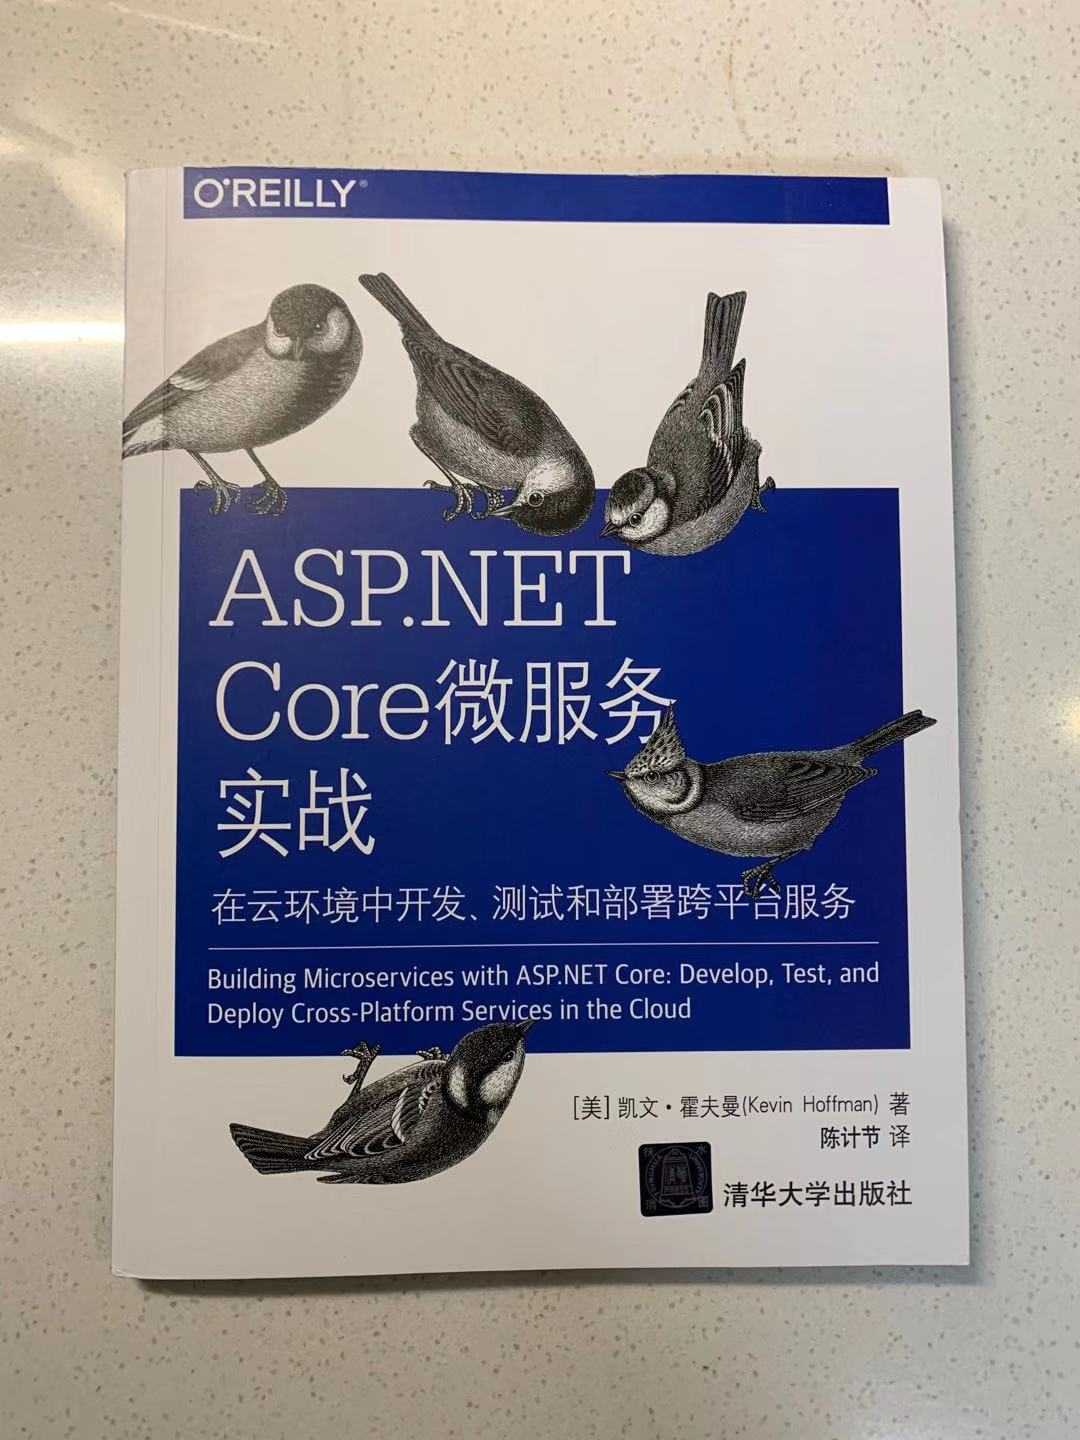 O'REILLY®
ASP.NET
Core微服务
实战
在云环境中开发、测试和部署跨平台服务
Building Microservices with ASP.NET Core: Develop, Test, and
Deploy Cross-Platform Services in the Cloud
[美] 凯文·霍夫曼(Kevin Hoffman) 著
陈计节 译
清华大学出版社